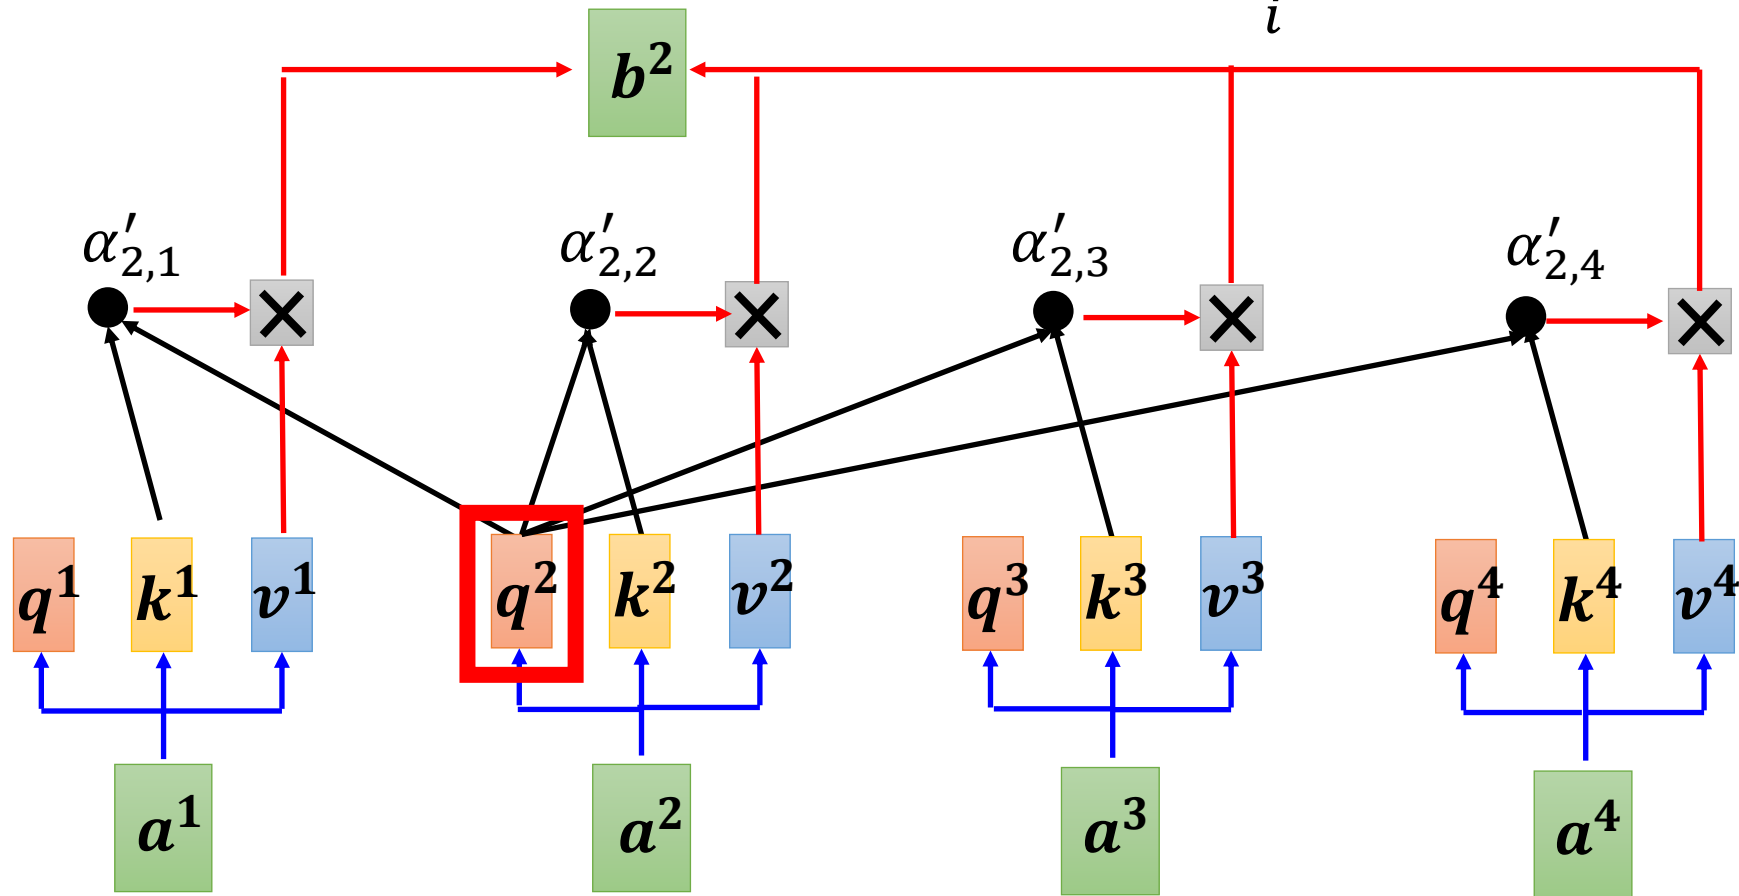 i
b²
α′₂,₁ α′₂,₂ α′₂,₃ α′₂,₄
q¹ k¹ v¹ q² k² v² q³ k³ v³ q⁴ k⁴ v⁴
a¹ a² a³ a⁴